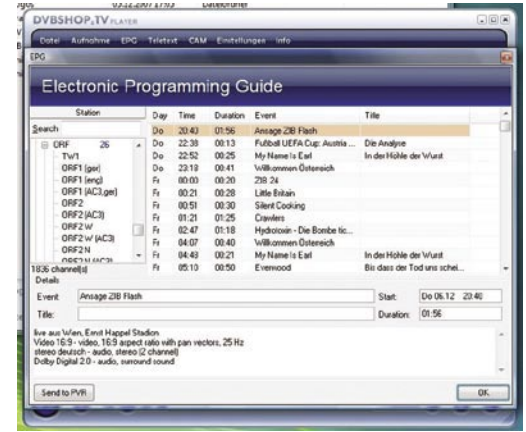 03.12.2007 17:03 Dateiordner
DVBSHOP.TV PLAYER
Datei Aufnahme EPG Teletext CAM Einstellungen Info
EPG
Electronic Programming Guide
Station
Search
ORF 26
TW1
ORF1 (ger)
ORF1 (eng)
ORF1 (AC3,ger)
ORF2
ORF2 (AC3)
ORF2 W
ORF2 W (AC3)
ORF2 N
ORF2 N (AC3)
1836 channel(s)
Day Time Duration Event Title
Do 20:40 01:56 Ansage ZIB Flash
Do 22:38 00:13 Fußball UEFA Cup: Austria ... Die Analyse
Do 22:52 00:25 My Name Is Earl In der Höhle der Wurst
Do 23:18 00:41 Willkommen Österreich
Fr 00:00 00:20 ZIB 24
Fr 00:21 00:28 Little Britain
Fr 00:51 00:30 Silent Cooking
Fr 01:21 01:25 Crawlers
Fr 02:47 01:18 Hydrotoxin - Die Bombe tic...
Fr 04:07 00:40 Willkommen Österreich
Fr 04:48 00:21 My Name Is Earl In der Höhle der Wurst
Fr 05:10 00:50 Everwood Bis dass der Tod uns schei...
Details
Event: Ansage ZIB Flash Start: Do 06.12 20:40
Title: Duration: 01:56
live aus Wien, Ernst Happel Stadion
Video 16:9 - video, 16:9 aspect ratio with pan vectors, 25 Hz
stereo deutsch - audio, stereo (2 channel)
Dolby Digital 2.0 - audio, surround sound
Send to PVR OK